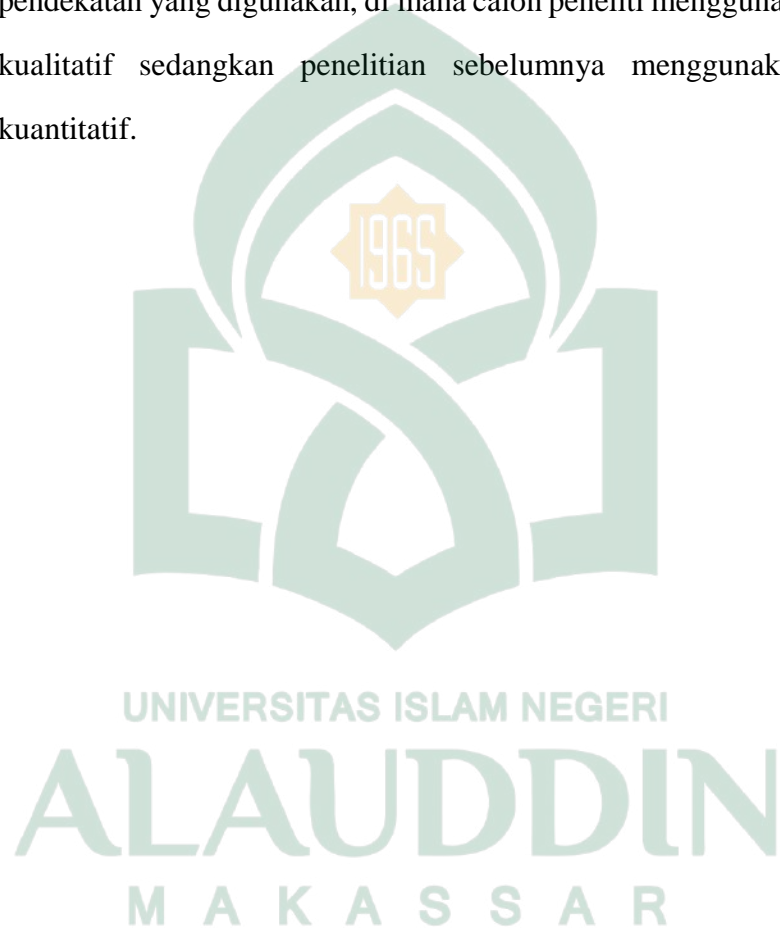 pendekatan yang digunakan, di mana calon peneliti
kualitatif sedangkan penelitian sebelumnya
kuantitatif.
1965
UNIVERSITAS ISLAM NEGERI
ALAUDDIN
MAKASSAR